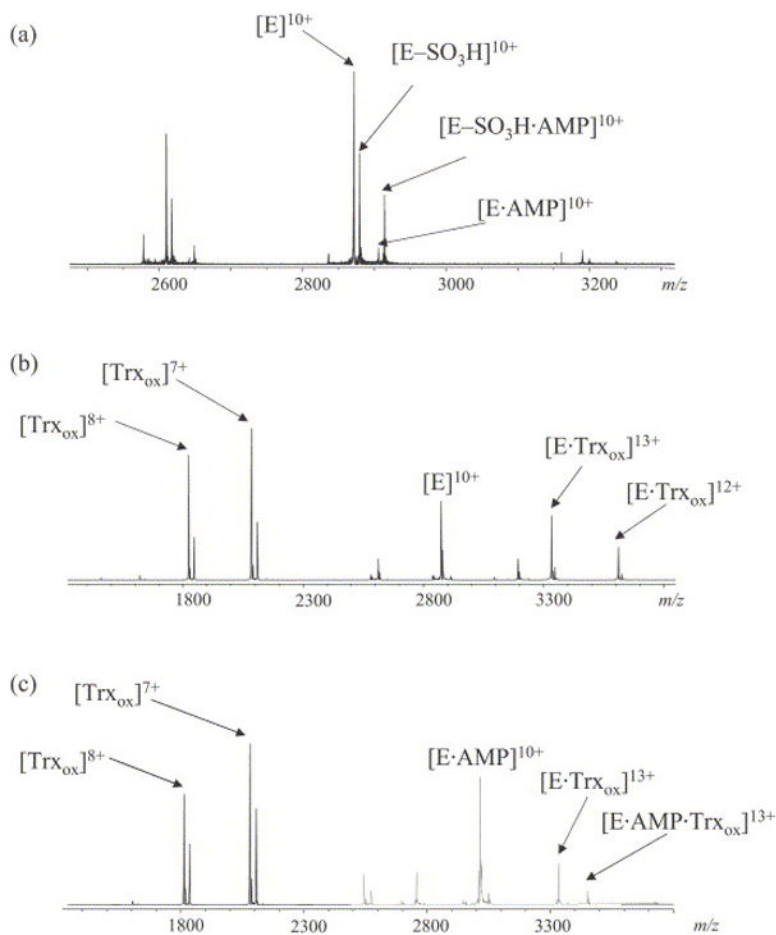 (a)
[E]¹⁰⁺
[E–SO₃H]¹⁰⁺
[E–SO₃H·AMP]¹⁰⁺
[E·AMP]¹⁰⁺
2600 2800 3000 3200 m/z
(b)
[Trxₒₓ]⁷⁺
[Trxₒₓ]⁸⁺
[E]¹⁰⁺
[E·Trxₒₓ]¹³⁺
[E·Trxₒₓ]¹²⁺
1800 2300 2800 3300 m/z
(c)
[Trxₒₓ]⁷⁺
[Trxₒₓ]⁸⁺
[E·AMP]¹⁰⁺
[E·Trxₒₓ]¹³⁺
[E·AMP·Trxₒₓ]¹³⁺
1800 2300 2800 3300 m/z